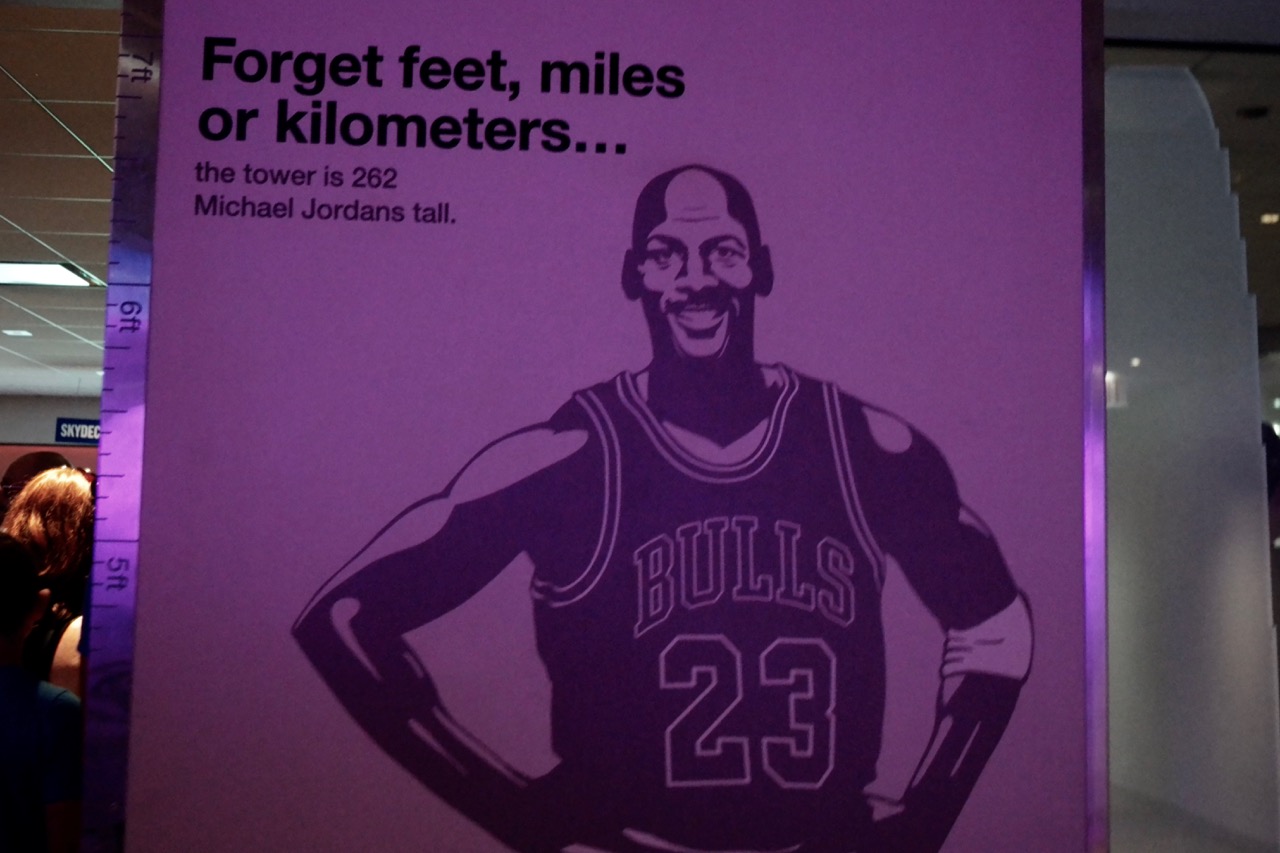 Forget feet, miles
or kilometers...
the tower is 262
Michael Jordans tall.
7ft
6ft
5ft
SKYDEC
BULLS
23